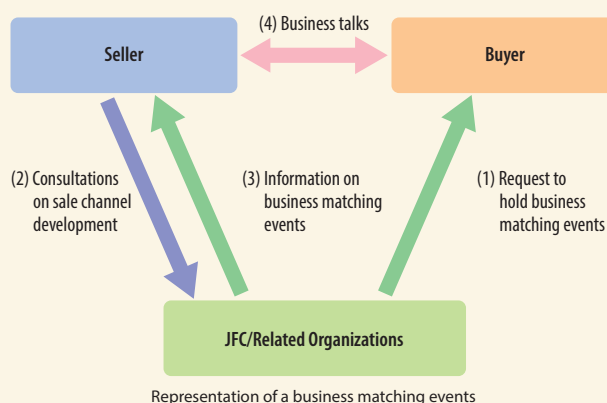 (4) Business talks
Seller
Buyer
(2) Consultations
on sale channel
development
(3) Information on
business matching
events
(1) Request to
hold business
matching events
JFC/Related Organizations
Representation of a business matching events